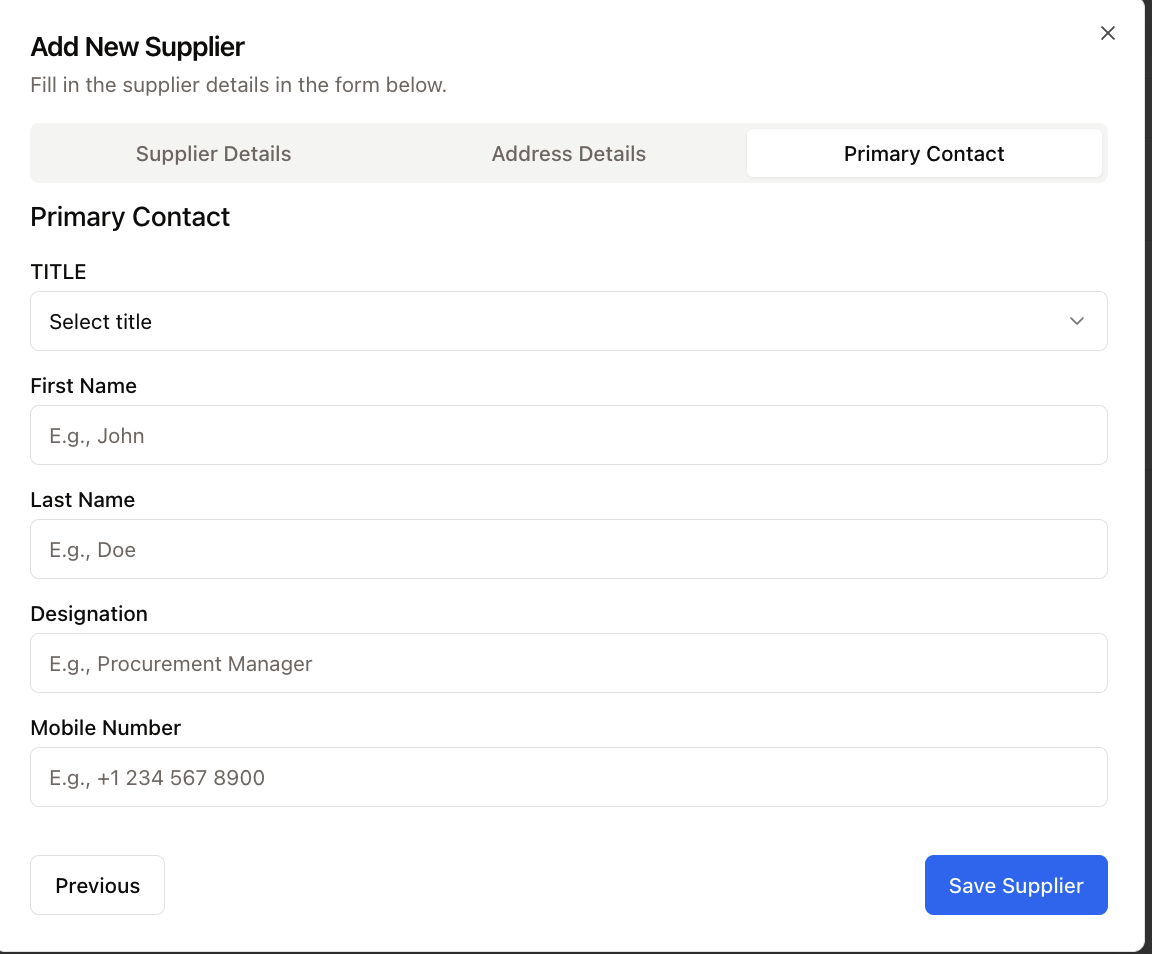 Add New Supplier
Fill in the supplier details in the form below.
Supplier Details
Address Details
Primary Contact
Primary Contact
TITLE
Select title
First Name
E.g., John
Last Name
E.g., Doe
Designation
E.g., Procurement Manager
Mobile Number
E.g., +1 234 567 8900
Previous
Save Supplier